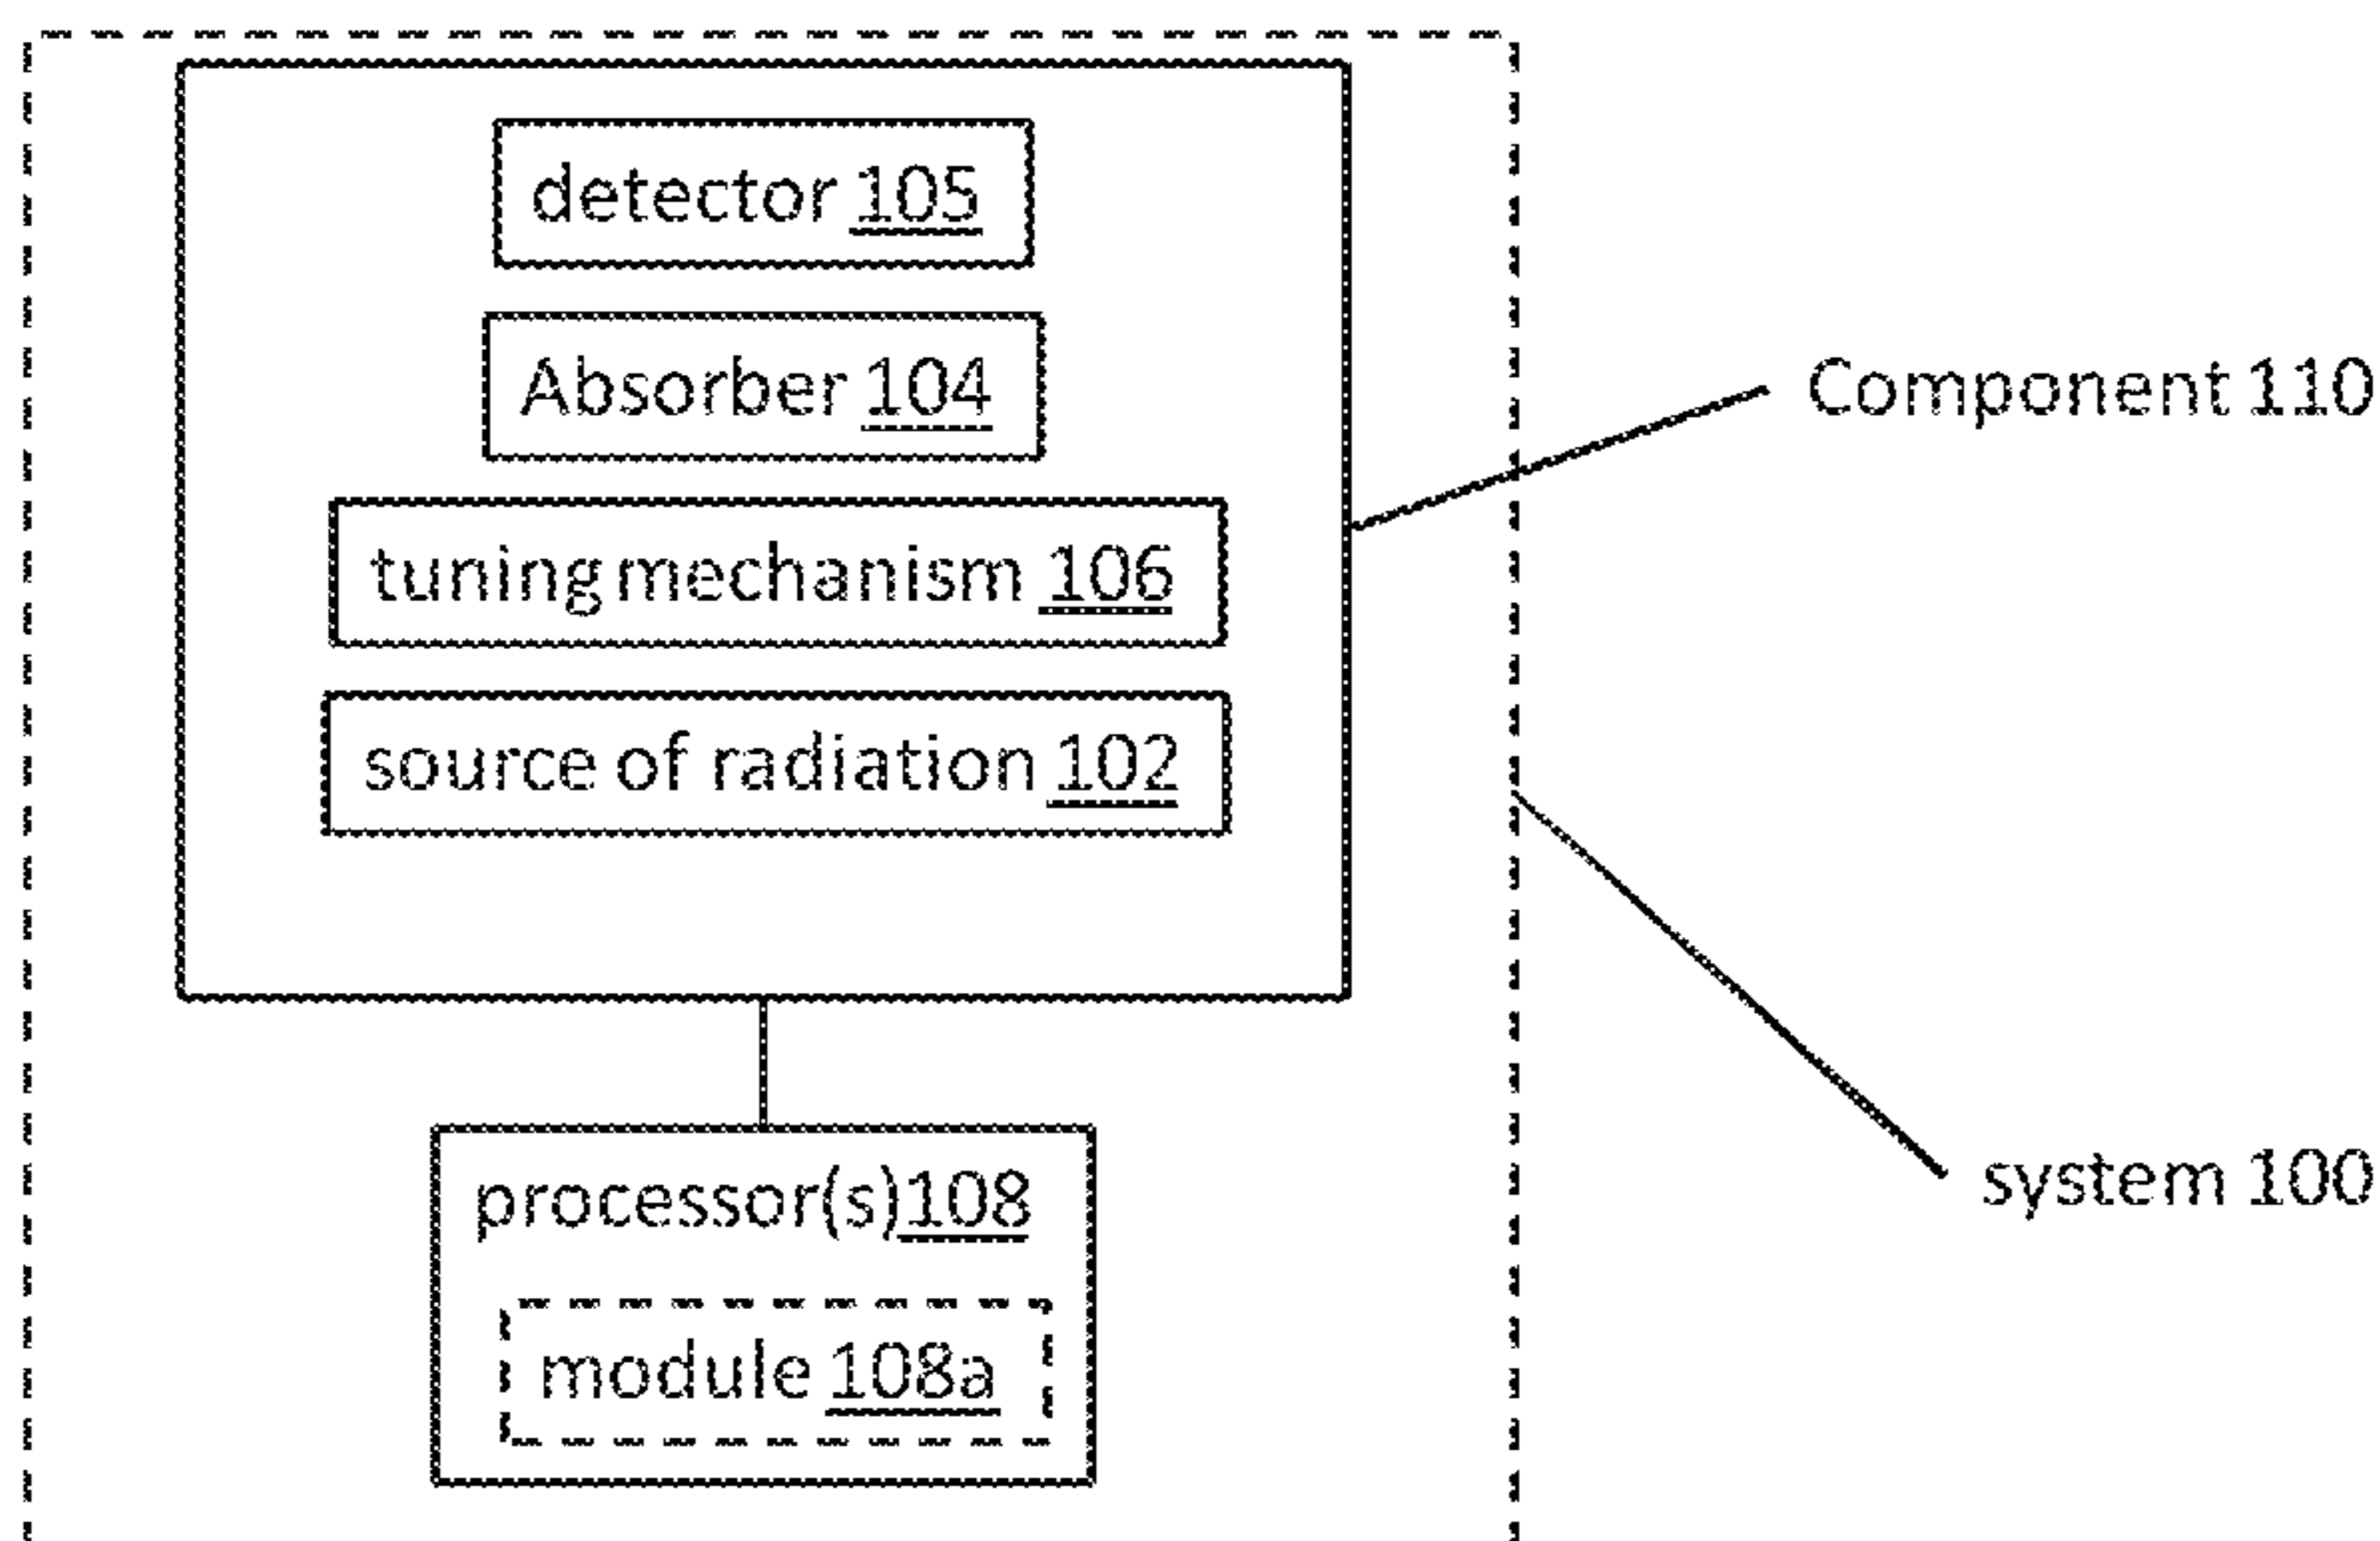 detector 105
Absorber 104
Component 110
tuning mechanism 106
source of radiation 102
processor(s)108
system 100
module 108a